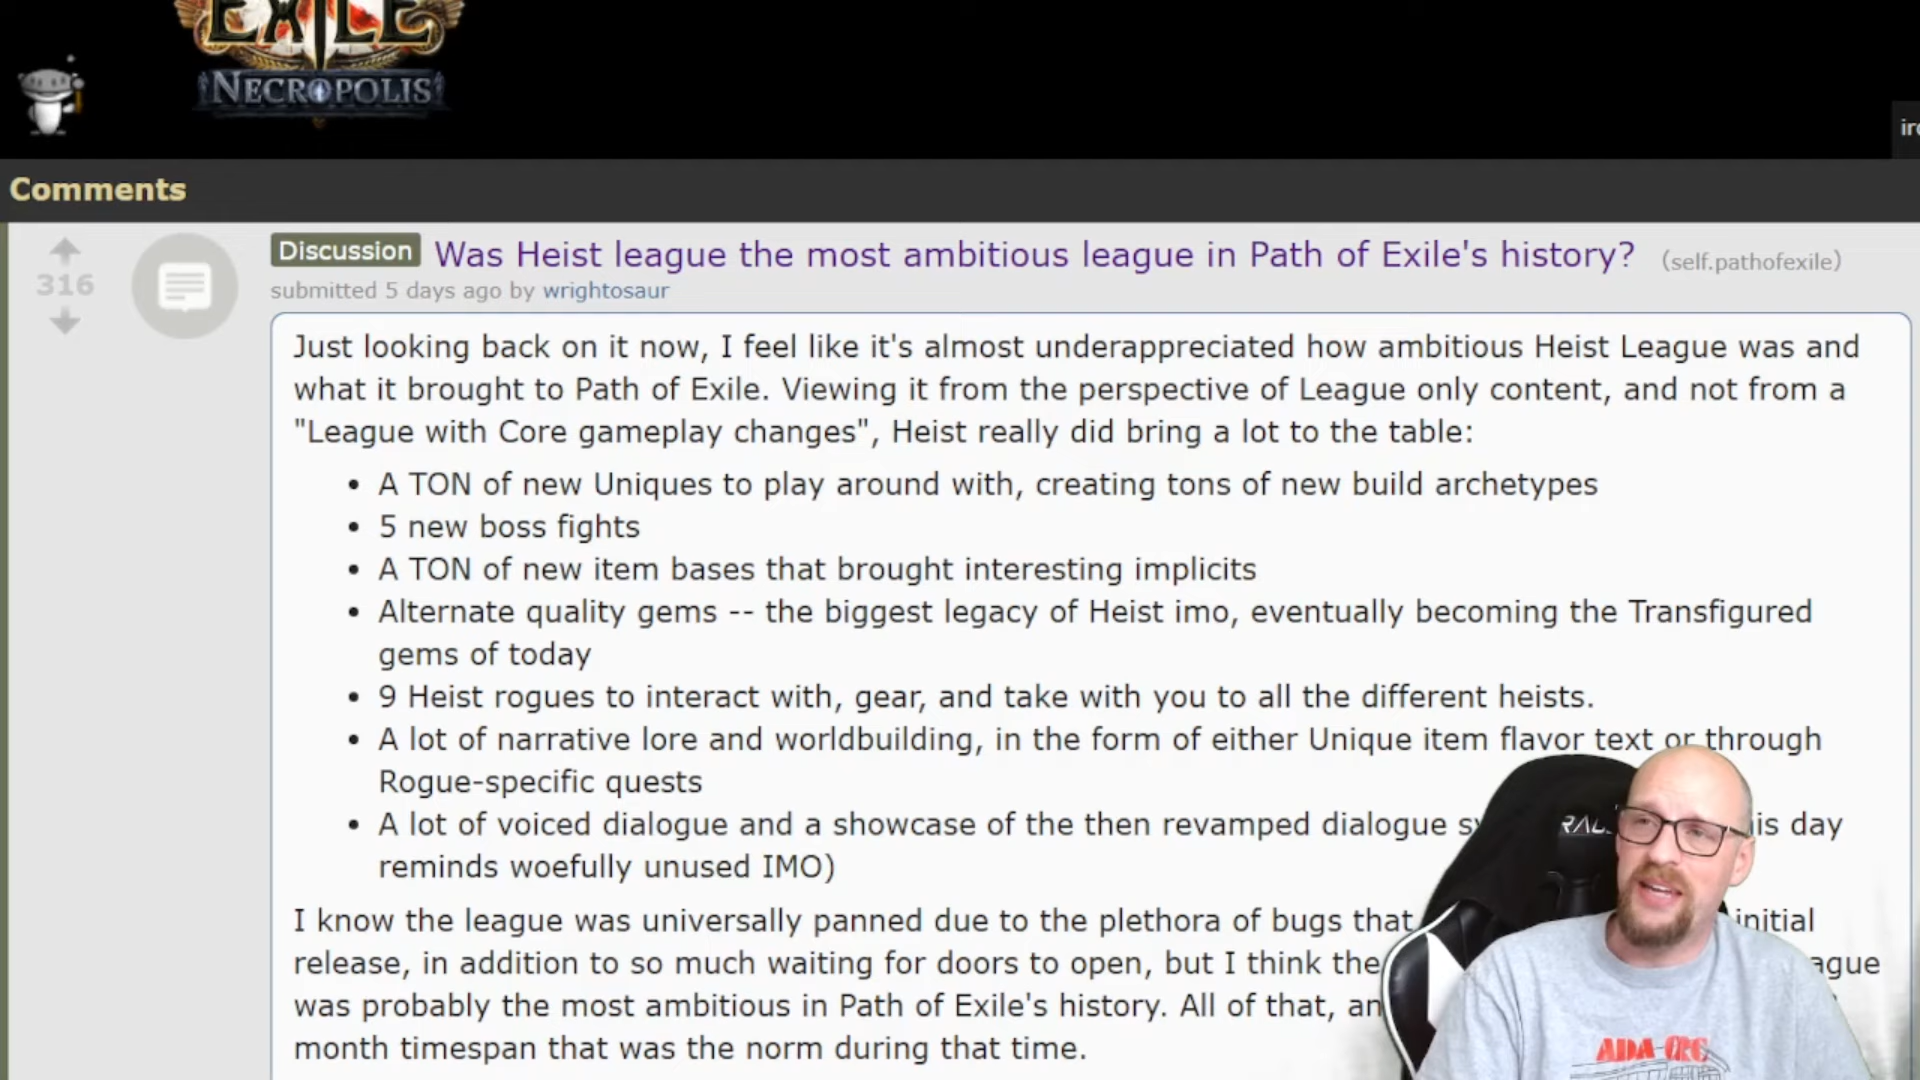 EXILE
NECROPOLIS
Comments
316
Discussion Was Heist league the most ambitious league in Path of Exile's history? (self.pathofexile)
submitted 5 days ago by wrightosaur
Just looking back on it now, I feel like it's almost underappreciated how ambitious Heist League was and
what it brought to Path of Exile. Viewing it from the perspective of League only content, and not from a
"League with Core gameplay changes", Heist really did bring a lot to the table:
• A TON of new Uniques to play around with, creating tons of new build archetypes
• 5 new boss fights
• A TON of new item bases that brought interesting implicits
• Alternate quality gems -- the biggest legacy of Heist imo, eventually becoming the Transfigured
gems of today
• 9 Heist rogues to interact with, gear, and take with you to all the different heists.
• A lot of narrative lore and worldbuilding, in the form of either Unique item flavor text or through
Rogue-specific quests
• A lot of voiced dialogue and a showcase of the then revamped dialogue is day
reminds woefully unused IMO)
I know the league was universally panned due to the plethora of bugs that initial
release, in addition to so much waiting for doors to open, but I think the
was probably the most ambitious in Path of Exile's history. All of that,
month timespan that was the norm during that time.
ADA CRC